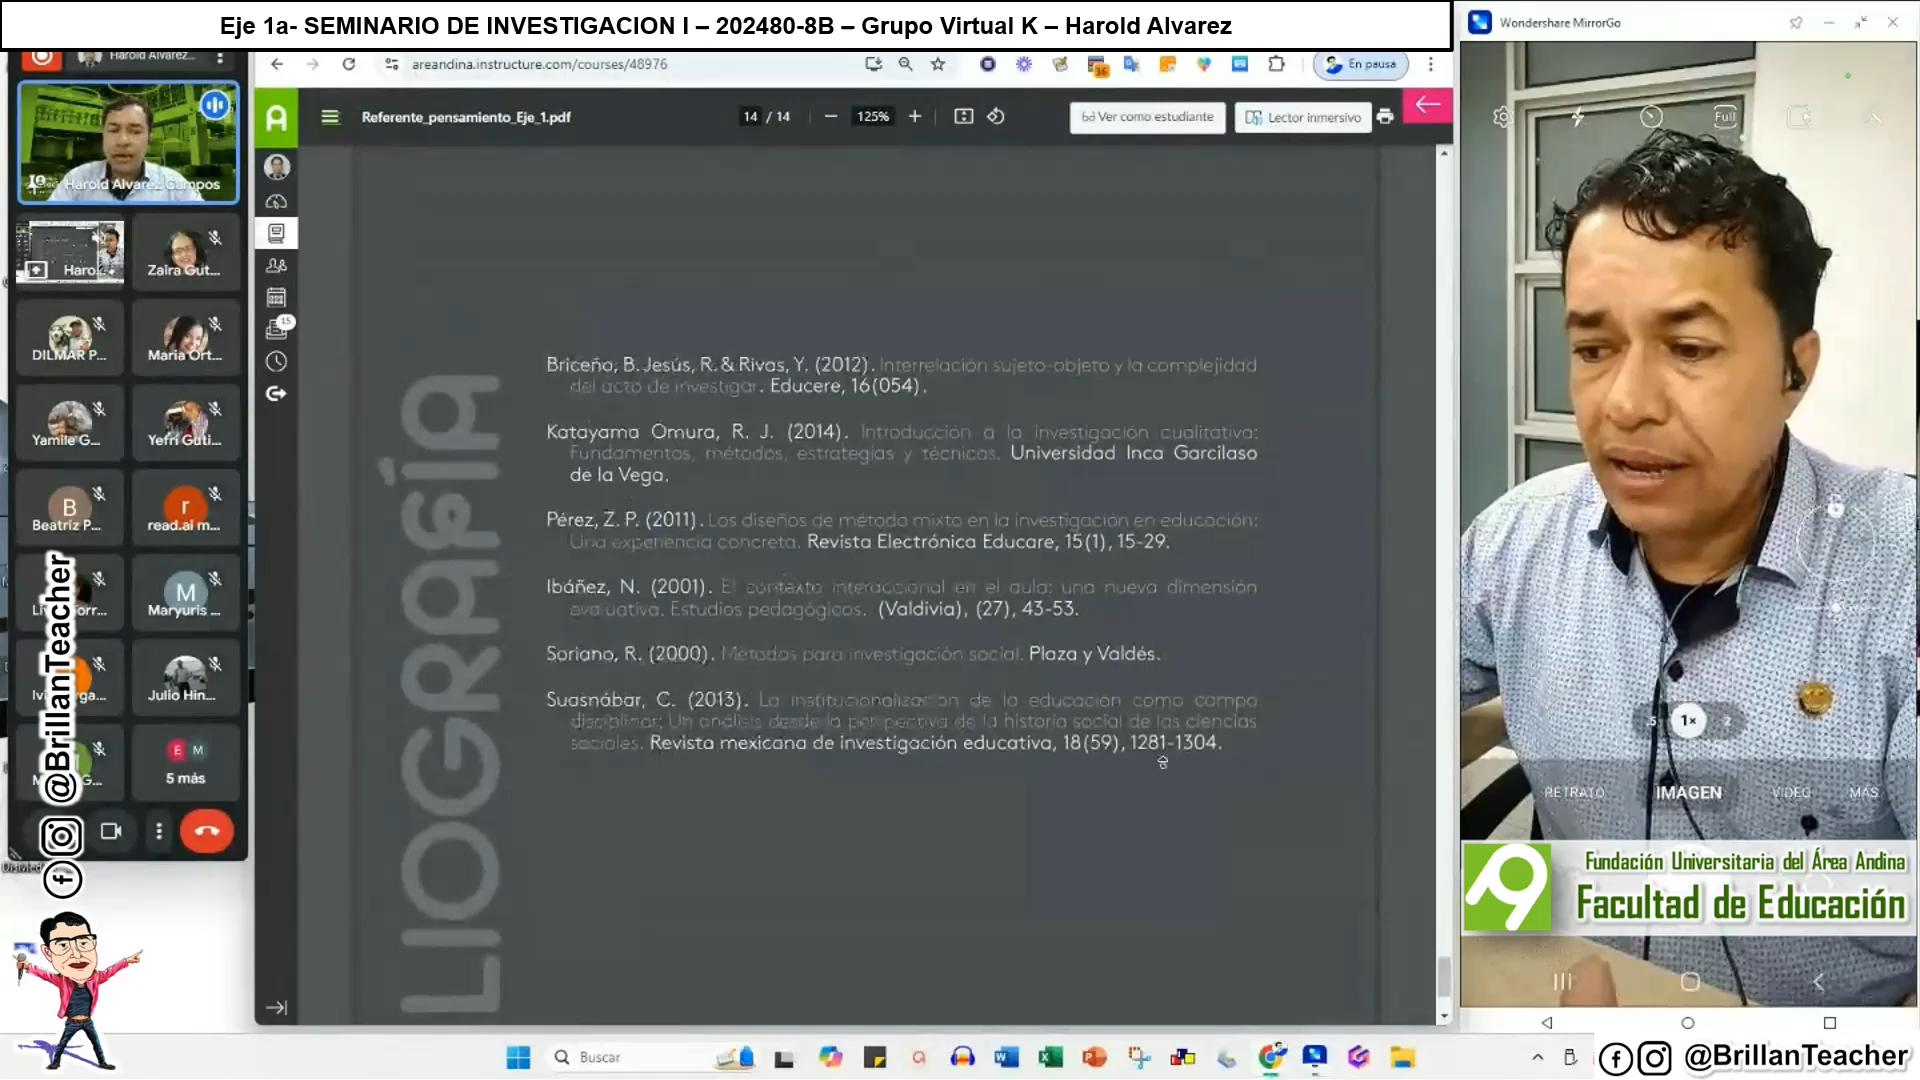 Eje 1a- SEMINARIO DE INVESTIGACION I – 202480-8B – Grupo Virtual K – Harold Alvarez
Wondershare MirrorGo
Harold Alvarez...
areandina.instructure.com/courses/48976
36
En pausa
Referente_pensamiento_Eje_1.pdf
14 / 14
125%
Ver como estudiante
Lector inmersivo
Full
Harold Alvarez Campos
Haro...
Zaira Gut...
DILMAR P...
Maria Ort...
15
Yamile G...
Yefri Guti...
B
Beatriz P...
r
read.ai m...
M
Maryuris ...
Julio Hin...
E M
5 más
@BrillanTeacher
LIOGRAFÍA
Briceño, B. Jesús, R. & Rivas, Y. (2012). Interrelación sujeto-objeto y la complejidad
del acto de investigar. Educere, 16(054).
Katayama Omura, R. J. (2014). Introducción a la investigación cualitativa:
Fundamentos, métodos, estrategias y técnicas. Universidad Inca Garcilaso
de la Vega.
Pérez, Z. P. (2011). Los diseños de método mixto en la investigación en educación:
Una experiencia concreta. Revista Electrónica Educare, 15(1), 15-29.
Ibáñez, N. (2001). El contexto interaccional en el aula: una nueva dimensión
evaluativa. Estudios pedagógicos. (Valdivia), (27), 43-53.
Soriano, R. (2000). Métodos para investigación social. Plaza y Valdés.
Suasnábar, C. (2013). La institucionalización de la educación como campo
disciplinar: Un análisis desde la perspectiva de la historia social de las ciencias
sociales. Revista mexicana de investigación educativa, 18(59), 1281-1304.
.5 1× 2
RETRATO IMAGEN VIDEO MÁS
Fundación Universitaria del Área Andina
Facultad de Educación
Buscar
@BrillanTeacher